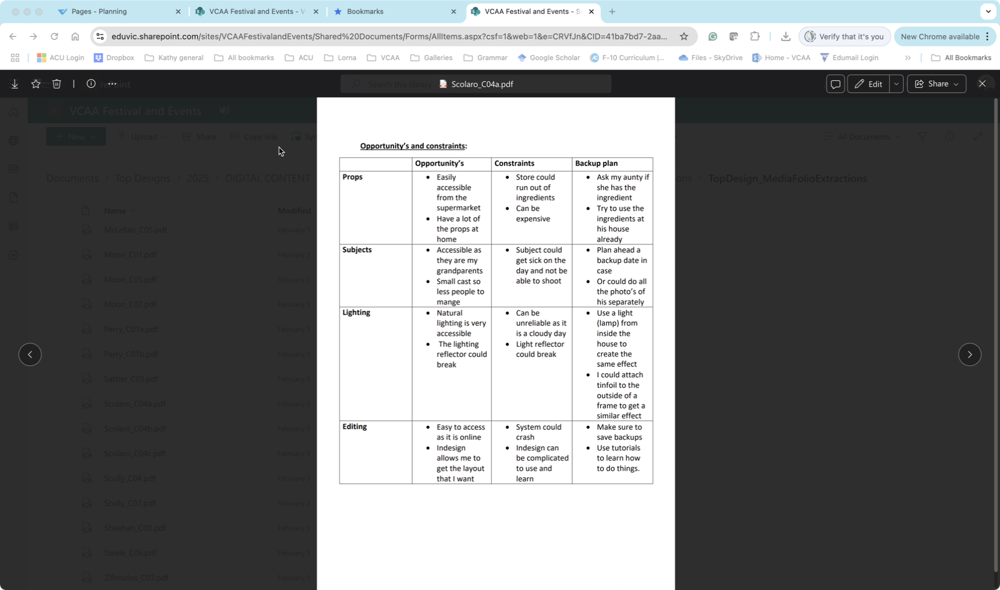 Pages - Planning
VCAA Festival and Events - V
Bookmarks
VCAA Festival and Events - S
eduvic.sharepoint.com/sites/VCAAFestivalandEvents/Shared%20Documents/Forms/AllItems.aspx?csf=1&web=1&e=CRVfJn&CID=41ba7bd7-2aa...
Verify that it's you
New Chrome available
ACU Login
Dropbox
Kathy general
All bookmarks
ACU
Lorna
VCAA
Galleries
Grammar
Google Scholar
F-10 Curriculum |...
Files - SkyDrive
Home - VCAA
Edumail Login
All Bookmarks
Search this library
Scolaro_C04a.pdf
Edit
Share
VCAA Festival and Events
New
Upload
Share
Copy link
Syn
All Documents
Documents > Top Designs > 2025 > DIGITAL CONTENT
ons > TopDesign_MediaFolioExtractions
Name
Modified
McLellan_C05.pdf
February 5
Moon_C01.pdf
February 5
Moon_C05.pdf
February 5
Moon_C07.pdf
February 5
Perry_C01a.pdf
February 5
Perry_C01b.pdf
February 5
Sattler_C05.pdf
February 5
Scolaro_C04a.pdf
February 5
Scolaro_C04b.pdf
February 5
Scolaro_C04c.pdf
February 5
Scully_C04.pdf
February 5
Scully_C07.pdf
February 5
Sheehan_C03.pdf
February 5
Steele_C06.pdf
February 5
Zifiroulos_C03.pdf
February 5
Opportunity's and constraints:
Opportunity's
Constraints
Backup plan
Props
• Easily
accessible
from the
supermarket
• Have a lot of
the props at
home
• Store could
run out of
ingredients
• Can be
expensive
• Ask my aunty if
she has the
ingredient
• Try to use the
ingredients at
his house
already
Subjects
• Accessible as
they are my
grandparents
• Small cast so
less people to
mange
• Subject could
get sick on the
day and not be
able to shoot
• Plan ahead a
backup date in
case
• Or could do all
the photo's of
his separately
Lighting
• Natural
lighting is very
accessible
• The lighting
reflector could
break
• Can be
unreliable as it
is a cloudy day
• Light reflector
could break
• Use a light
(lamp) from
inside the
house to
create the
same effect
• I could attach
tinfoil to the
outside of a
frame to get a
similar effect
Editing
• Easy to access
as it is online
• Indesign
allows me to
get the layout
that I want
• System could
crash
• Indesign can
be complicated
to use and
learn
• Make sure to
save backups
• Use tutorials
to learn how
to do things.